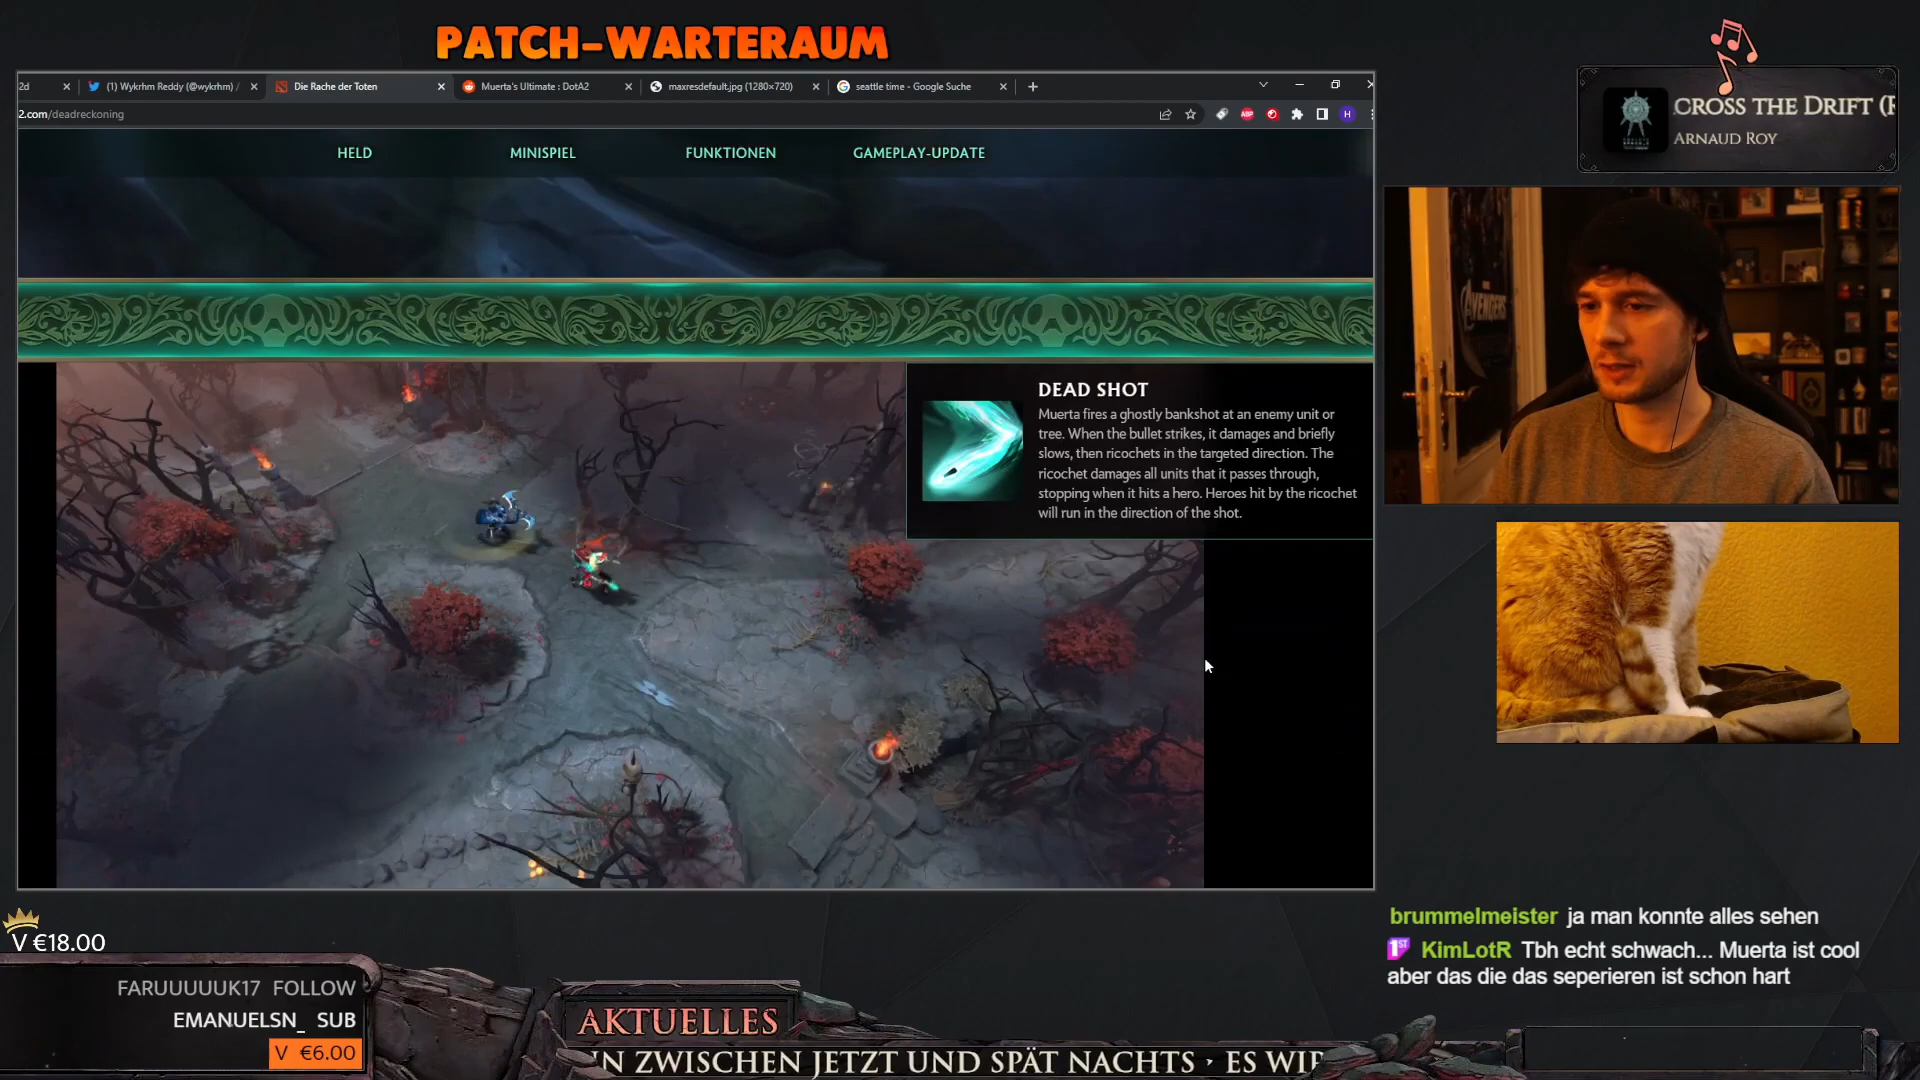 PATCH-WARTERAUM
2d
(1) Wykrhm Reddy (@wykrhm) /
Die Rache der Toten
Muerta's Ultimate : DotA2
maxresdefault.jpg (1280×720)
seattle time - Google Suche
2.com/deadreckoning
ABP
H
HELD
MINISPIEL
FUNKTIONEN
GAMEPLAY-UPDATE
DEAD SHOT
Muerta fires a ghostly bankshot at an enemy unit or
tree. When the bullet strikes, it damages and briefly
slows, then ricochets in the targeted direction. The
ricochet damages all units that it passes through,
stopping when it hits a hero. Heroes hit by the ricochet
will run in the direction of the shot.
CROSS THE DRIFT (F
ARNAUD ROY
AVENGERS
brummelmeister ja man konnte alles sehen
1ST KimLotR Tbh echt schwach... Muerta ist cool
aber das die das seperieren ist schon hart
V €18.00
FARUUUUUK17 FOLLOW
EMANUELSN_ SUB
V €6.00
AKTUELLES
N ZWISCHEN JETZT UND SPÄT NACHTS · ES WIR